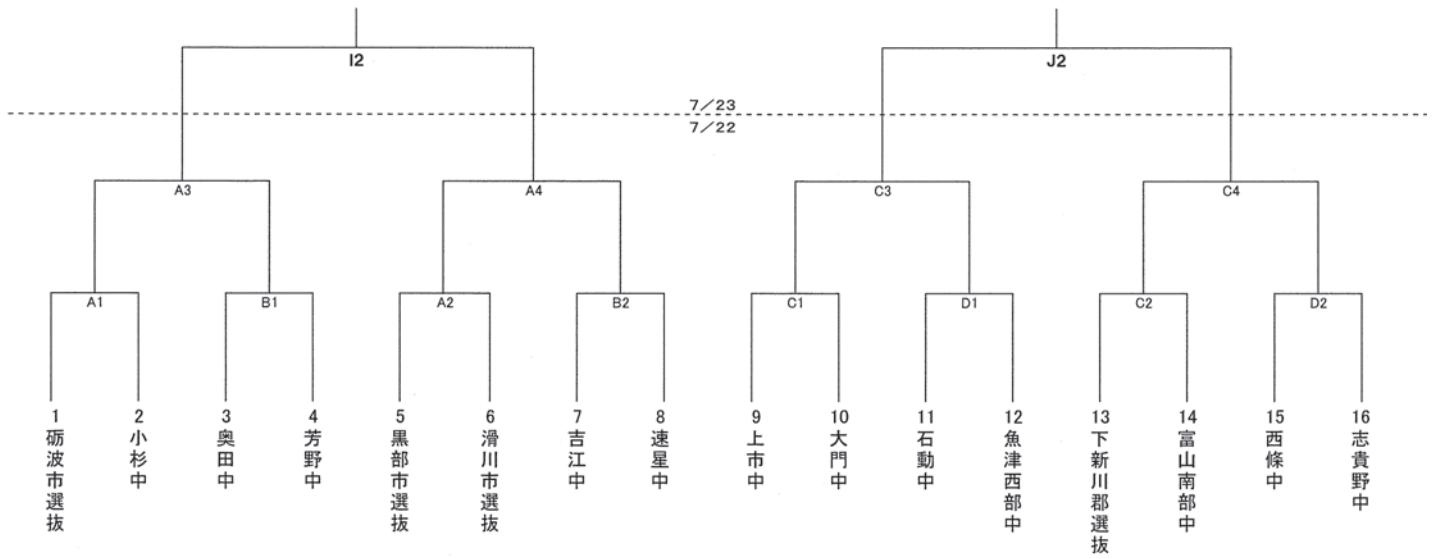 I2
J2
7/23
7/22
A3
A4
C3
C4
A1
B1
A2
B2
C1
D1
C2
D2
1 砺波市選抜
2 小杉中
3 奥田中
4 芳野中
5 黒部市選抜
6 滑川市選抜
7 吉江中
8 速星中
9 上市中
10 大門中
11 石動中
12 魚津西部中
13 下新川郡選抜
14 富山南部中
15 西條中
16 志貴野中